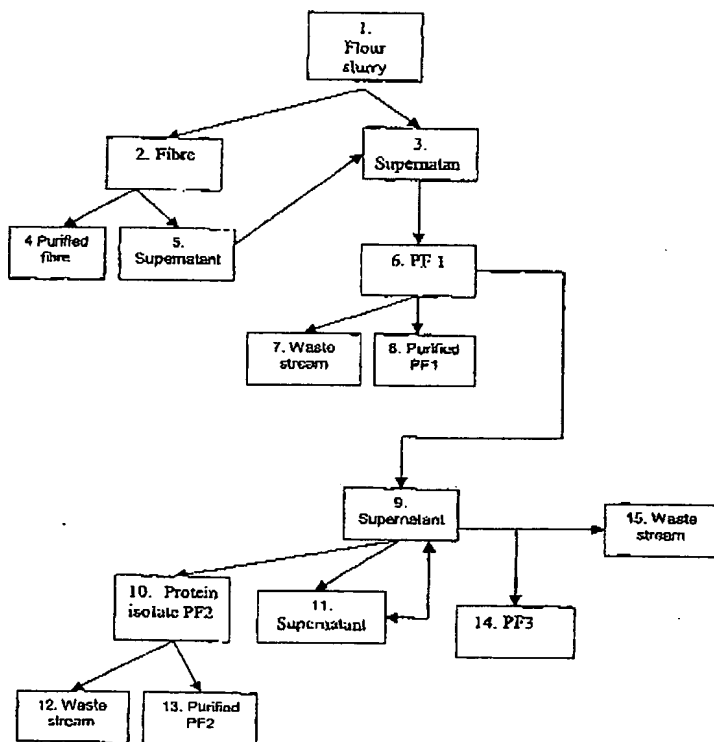 1.
Flour
slurry
2. Fibre
3.
Supernatan
4 Purified
fibre
5.
Supernatant
6. PF 1
7. Waste
stream
8. Purified
PF1
9.
Supernatant
15. Waste
stream
10. Protein
isolate PF2
11.
Supernatant
14. PF3
12. Waste
stream
13. Purified
PF2